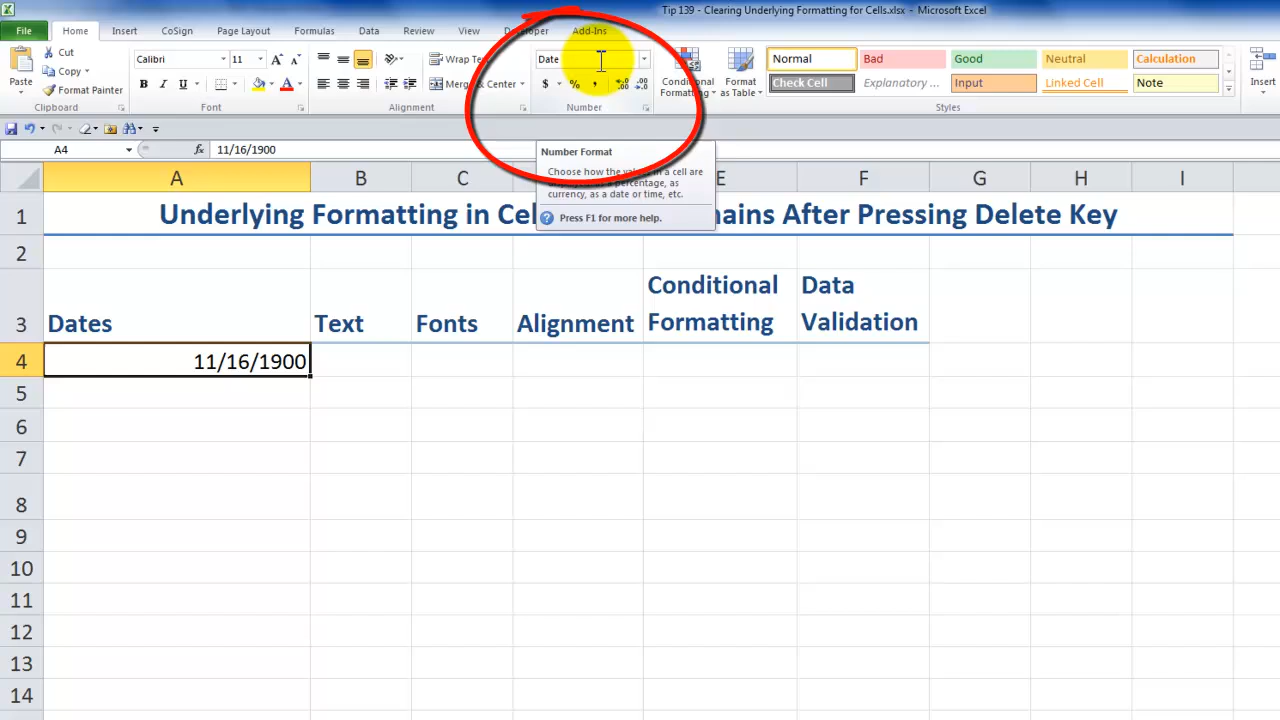 Tip 139 - Clearing Underlying Formatting for Cells.xlsx - Microsoft Excel
File Home Insert CoSign Page Layout Formulas Data Review View Developer Add-Ins
Paste
Cut
Copy
Format Painter
Clipboard
Calibri 11
B I U
Font
Wrap
Merge & Center
Alignment
Date
$ % ,
Number
Conditional Formatting
Format as Table
Normal Bad Good Neutral Calculation
Check Cell Explanatory ... Input Linked Cell Note
Styles
Insert
A4 fx 11/16/1900
Number Format
Choose how the values in a cell are
displayed: as a percentage, as
currency, as a date or time, etc.
Press F1 for more help.
A B C E F G H I
1 Underlying Formatting in Cel ains After Pressing Delete Key
2
3 Dates Text Fonts Alignment Conditional Formatting Data Validation
4 11/16/1900
5
6
7
8
9
10
11
12
13
14